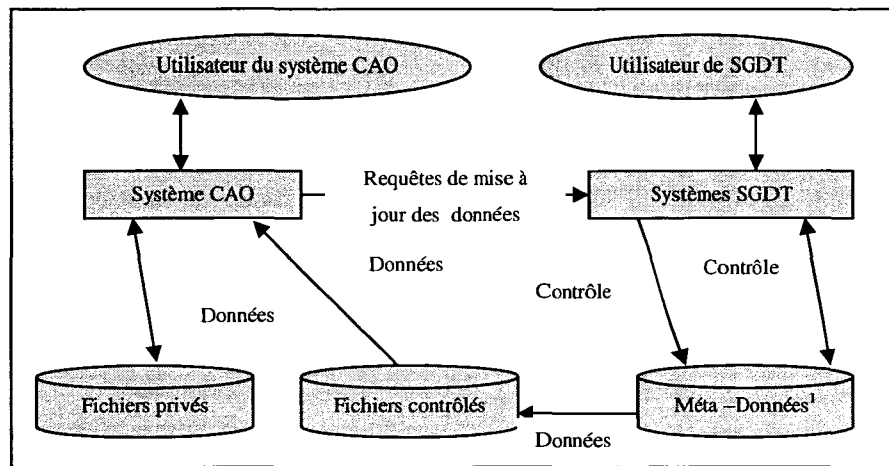 Utilisateur du système CAO
Utilisateur de SGDT
Système CAO
Requêtes de mise à
jour des données
Systèmes SGDT
Données
Contrôle
Contrôle
Données
Fichiers privés
Fichiers contrôlés
Méta –Données¹
Données